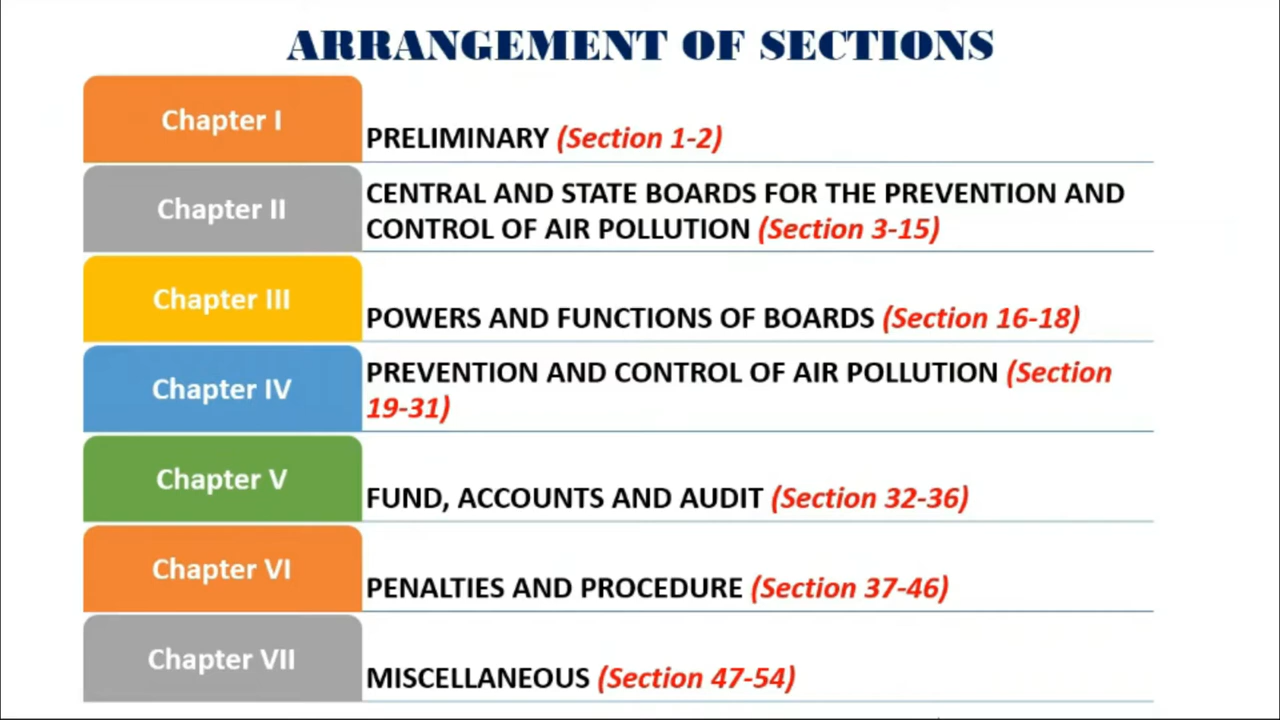 ARRANGEMENT OF SECTIONS
Chapter I
PRELIMINARY (Section 1-2)
Chapter II
CENTRAL AND STATE BOARDS FOR THE PREVENTION AND
CONTROL OF AIR POLLUTION (Section 3-15)
Chapter III
POWERS AND FUNCTIONS OF BOARDS (Section 16-18)
Chapter IV
PREVENTION AND CONTROL OF AIR POLLUTION (Section
19-31)
Chapter V
FUND, ACCOUNTS AND AUDIT (Section 32-36)
Chapter VI
PENALTIES AND PROCEDURE (Section 37-46)
Chapter VII
MISCELLANEOUS (Section 47-54)